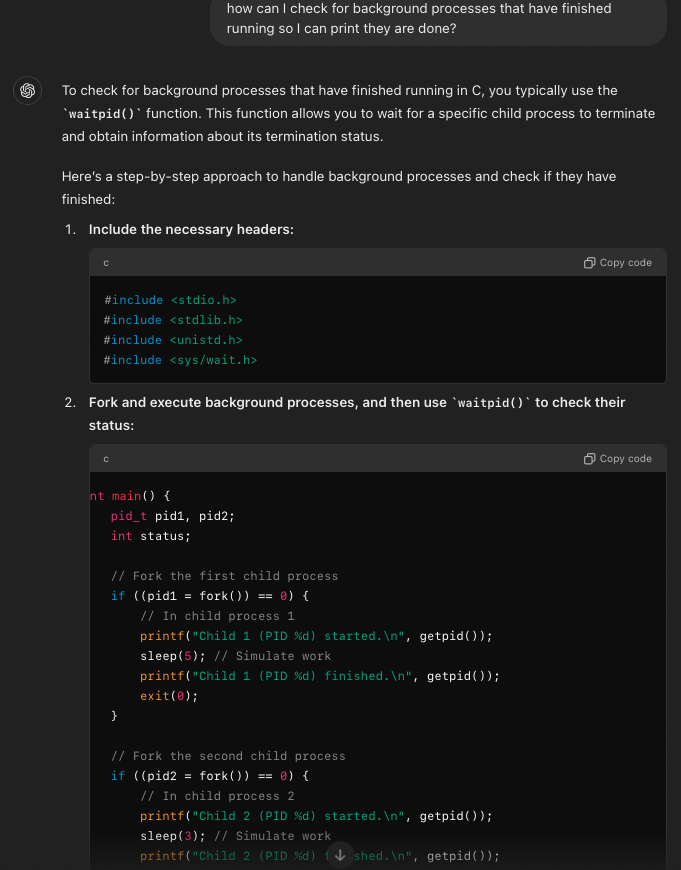 how can I check for background processes that have finished
running so I can print they are done?
To check for background processes that have finished running in C, you typically use the
`waitpid()` function. This function allows you to wait for a specific child process to terminate
and obtain information about its termination status.
Here's a step-by-step approach to handle background processes and check if they have
finished:
1. Include the necessary headers:
c
Copy code
#include <stdio.h>
#include <stdlib.h>
#include <unistd.h>
#include <sys/wait.h>
2. Fork and execute background processes, and then use `waitpid()` to check their
status:
c
Copy code
nt main() {
pid_t pid1, pid2;
int status;
// Fork the first child process
if ((pid1 = fork()) == 0) {
// In child process 1
printf("Child 1 (PID %d) started.\n", getpid());
sleep(5); // Simulate work
printf("Child 1 (PID %d) finished.\n", getpid());
exit(0);
}
// Fork the second child process
if ((pid2 = fork()) == 0) {
// In child process 2
printf("Child 2 (PID %d) started.\n", getpid());
sleep(3); // Simulate work
printf("Child 2 (PID %d) f shed.\n", getpid());